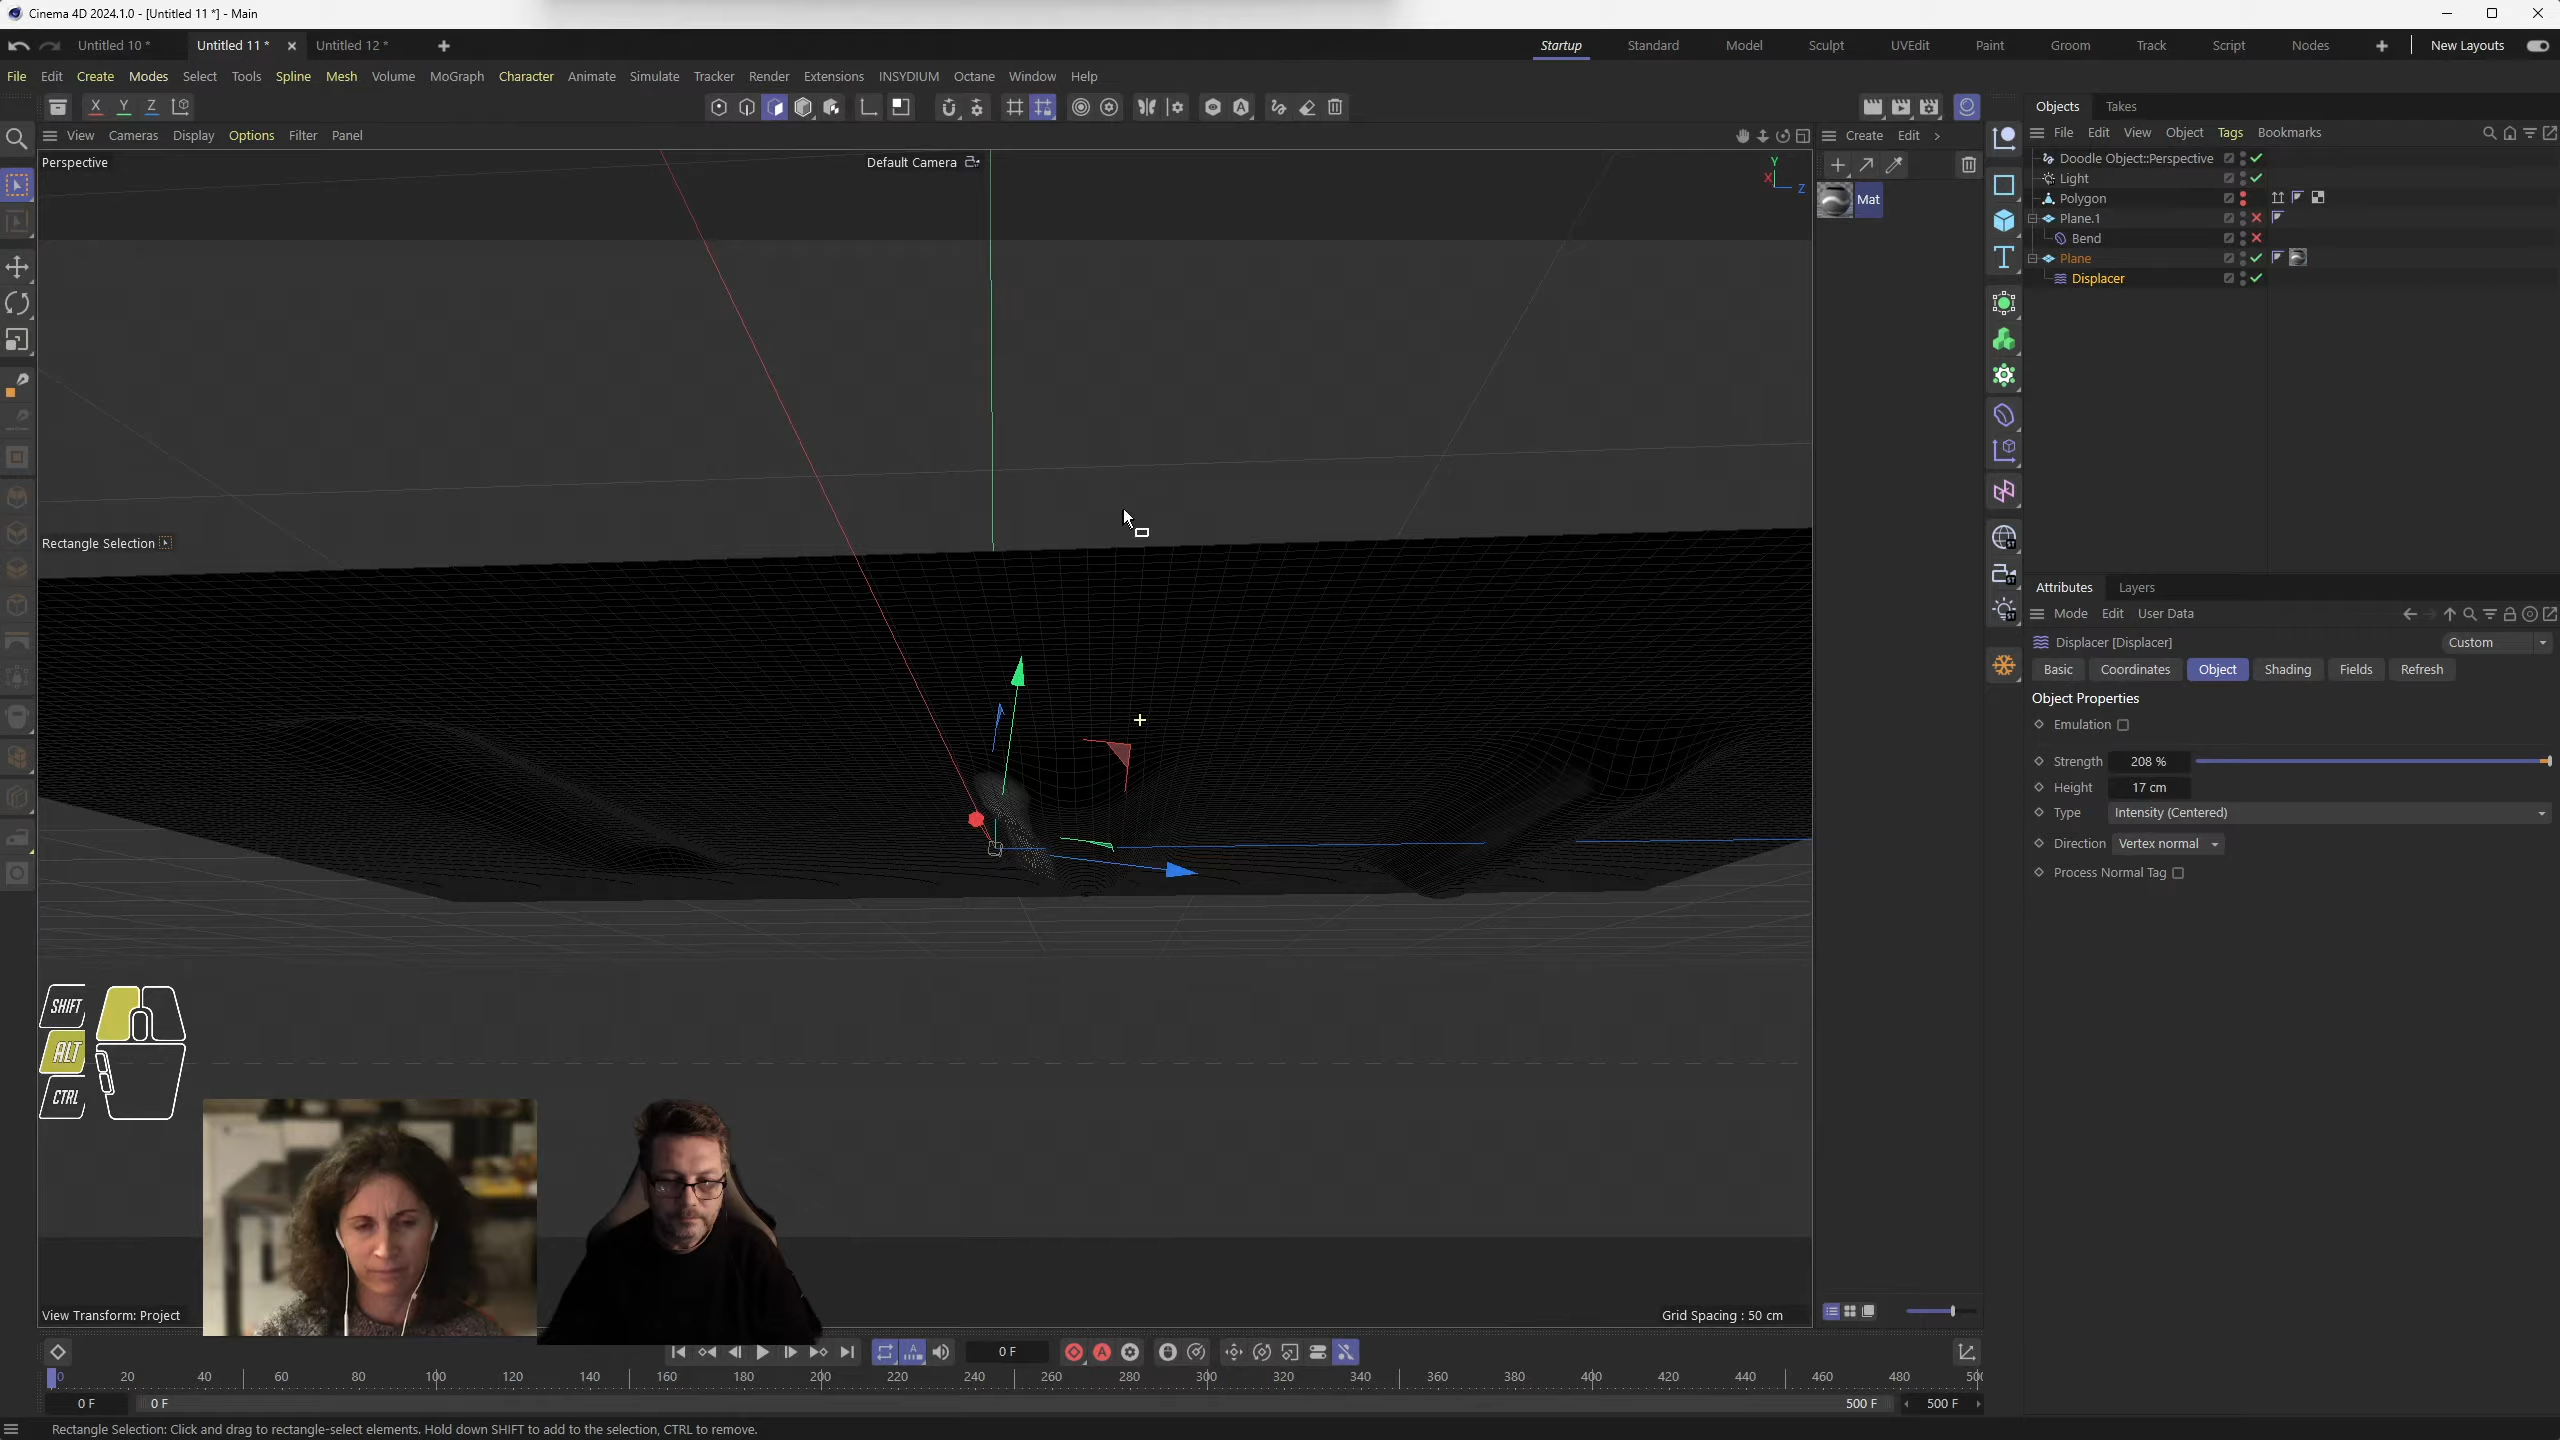 Cinema 4D 2024.1.0 - [Untitled 11 *] - Main
Untitled 10 *
Untitled 11 *
Untitled 12 *
Startup
Standard
Model
Sculpt
UVEdit
Paint
Groom
Track
Script
Nodes
New Layouts
File Edit Create Modes Select Tools Spline Mesh Volume MoGraph Character Animate Simulate Tracker Render Extensions INSYDIUM Octane Window Help
X Y Z
Objects Takes
View Cameras Display Options Filter Panel
Create Edit
File Edit View Object Tags Bookmarks
Perspective
Default Camera
Y
X
Z
Mat
Doodle Object::Perspective
Light
Polygon
Plane.1
Bend
Plane
Displacer
Rectangle Selection
Attributes Layers
Mode Edit User Data
Displacer [Displacer]
Custom
Basic Coordinates Object Shading Fields Refresh
Object Properties
Emulation
Strength 208 %
Height 17 cm
Type Intensity (Centered)
Direction Vertex normal
Process Normal Tag
SHIFT
ALT
CTRL
View Transform: Project
Grid Spacing : 50 cm
0 F
0 20 40 60 80 100 120 140 160 180 200 220 240 260 280 300 320 340 360 380 400 420 440 460 480 50
0 F
0 F
500 F
500 F
Rectangle Selection: Click and drag to rectangle-select elements. Hold down SHIFT to add to the selection, CTRL to remove.